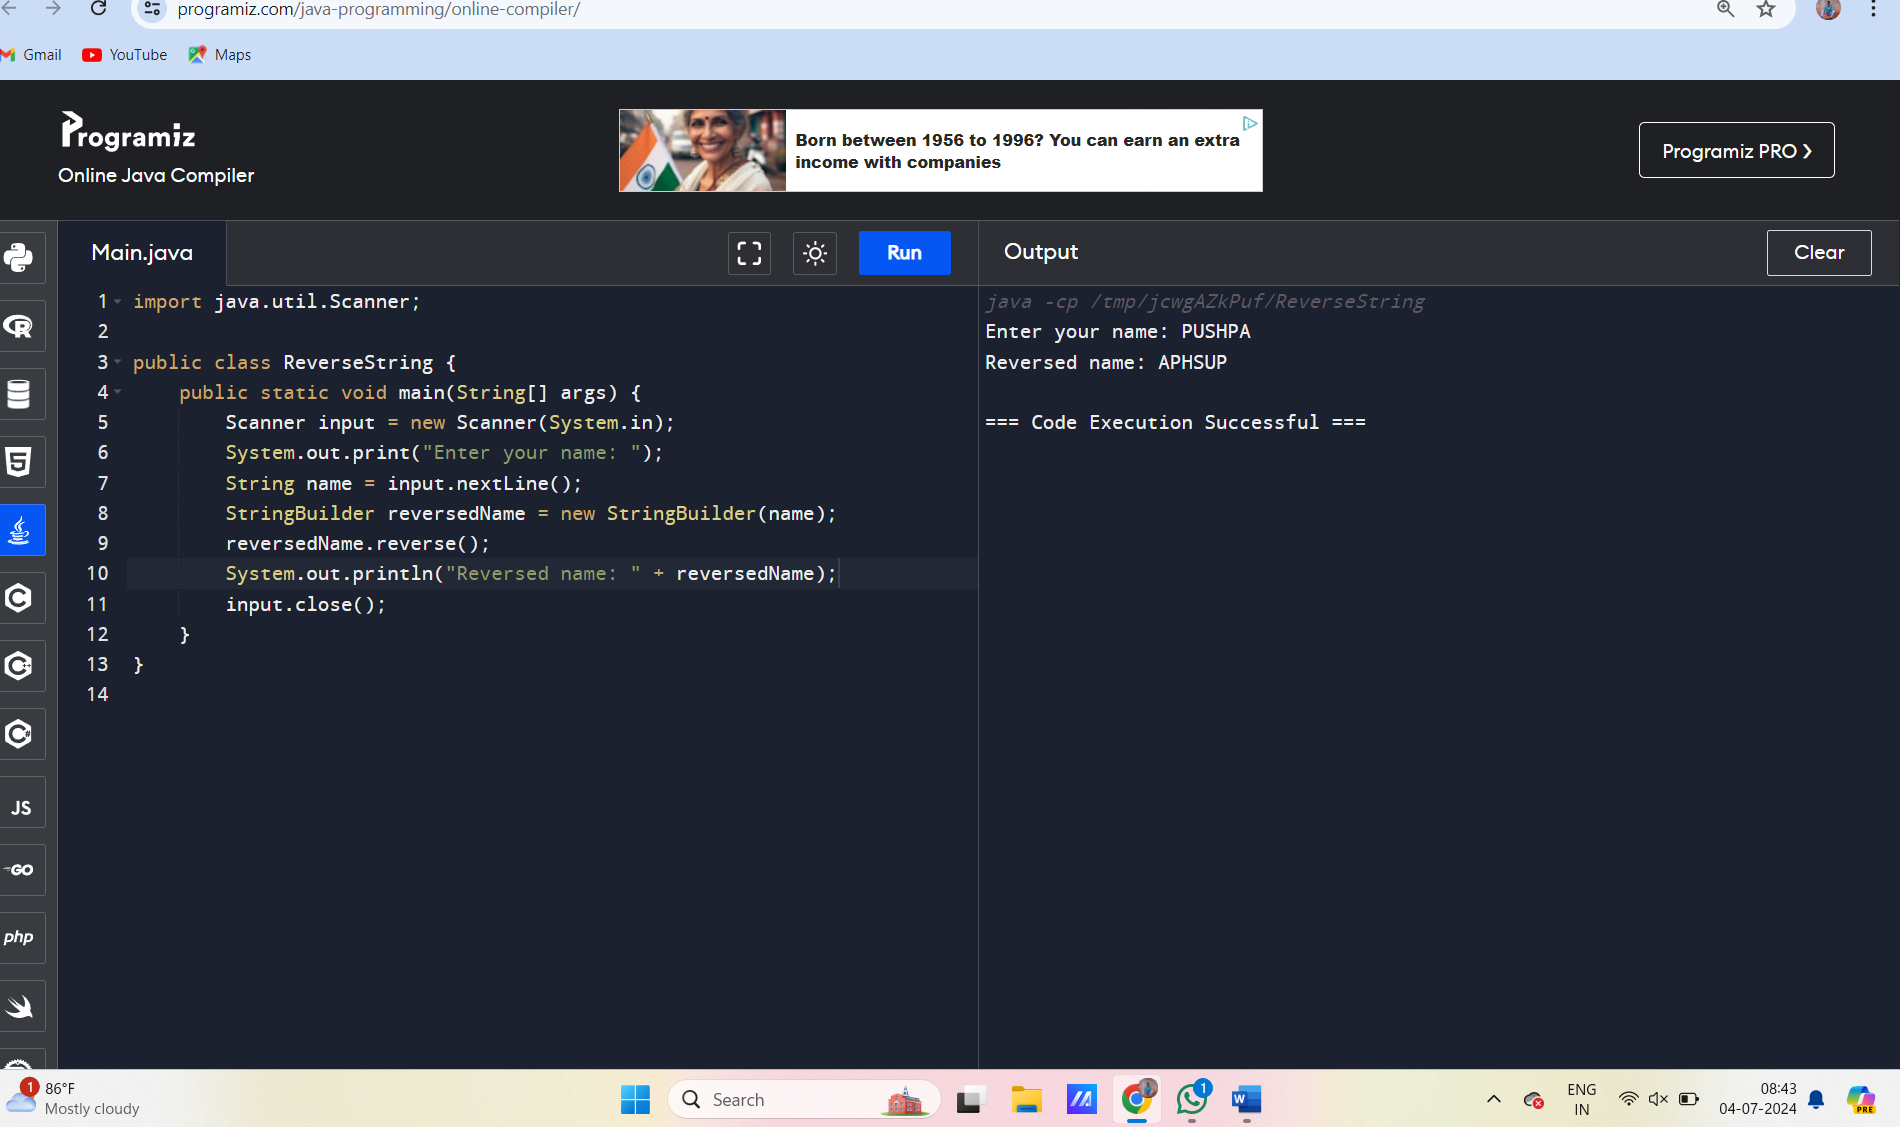 programiz.com/java-programming/online-compiler/
Gmail YouTube Maps
Programiz
Online Java Compiler
Born between 1956 to 1996? You can earn an extra
income with companies
Programiz PRO ❯
Main.java
Run
Output
Clear
1 import java.util.Scanner;
2
3 public class ReverseString {
4 public static void main(String[] args) {
5 Scanner input = new Scanner(System.in);
6 System.out.print("Enter your name: ");
7 String name = input.nextLine();
8 StringBuilder reversedName = new StringBuilder(name);
9 reversedName.reverse();
10 System.out.println("Reversed name: " + reversedName);
11 input.close();
12 }
13 }
14
java -cp /tmp/jcwgAZkPuf/ReverseString
Enter your name: PUSHPA
Reversed name: APHSUP
=== Code Execution Successful ===
R
5
C
C++
C#
JS
GO
php
1
86°F
Mostly cloudy
Search
1
W
ENG
IN
08:43
04-07-2024
PRE